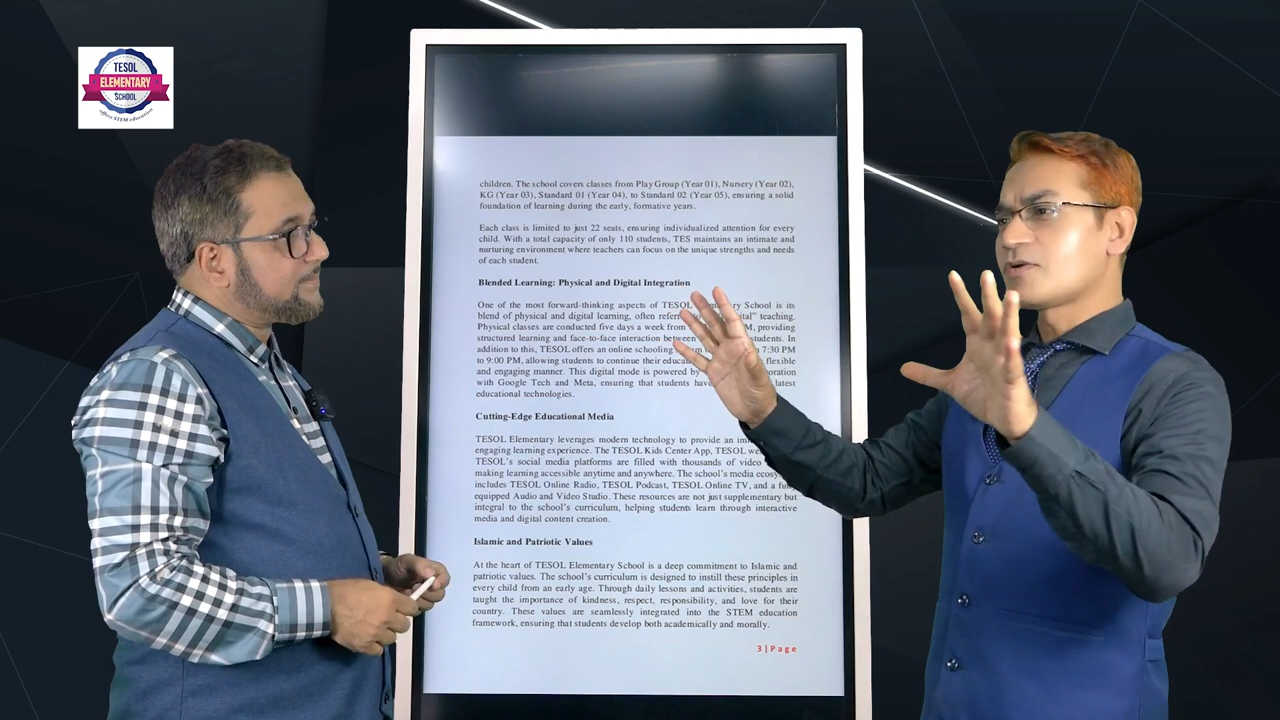 TESOL
ELEMENTARY
SCHOOL
offers STEM education
children. The school covers classes from Play Group (Year 01), Nursery (Year 02),
KG (Year 03), Standard 01 (Year 04), to Standard 02 (Year 05), ensuring a solid
foundation of learning during the early, formative years.
Each class is limited to just 22 seats, ensuring individualized attention for every
child. With a total capacity of only 110 students, TES maintains an intimate and
nurturing environment where teachers can focus on the unique strengths and needs
of each student.
Blended Learning: Physical and Digital Integration
One of the most forward-thinking aspects of TESOL School is its
blend of physical and digital learning, often teaching.
Physical classes are conducted five days a week from providing
structured learning and face-to-face interaction between students. In
addition to this, TESOL offers an online schooling 7:30 PM
to 9:00 PM, allowing students to continue their flexible
and engaging manner. This digital mode is powered by
with Google Tech and Meta, ensuring that students latest
educational technologies.
Cutting-Edge Educational Media
TESOL Elementary leverages modern technology to provide an
engaging learning experience. The TESOL Kids Center App, TESOL
TESOL's social media platforms are filled with thousands of video
making learning accessible anytime and anywhere. The school's media
includes TESOL Online Radio, TESOL Podcast, TESOL Online TV, and a
equipped Audio and Video Studio. These resources are not just supplementary but
integral to the school's curriculum, helping students learn through interactive
media and digital content creation.
Islamic and Patriotic Values
At the heart of TESOL Elementary School is a deep commitment to Islamic and
patriotic values. The school's curriculum is designed to instill these principles in
every child from an early age. Through daily lessons and activities, students are
taught the importance of kindness, respect, responsibility, and love for their
country. These values are seamlessly integrated into the STEM education
framework, ensuring that students develop both academically and morally.
3 | Page